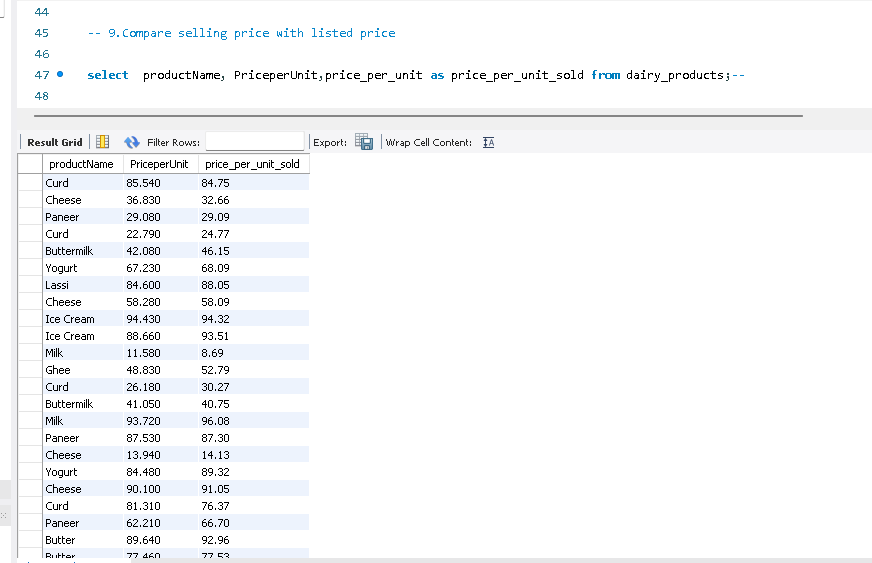 44
45 -- 9.Compare selling price with listed price
46
47 select productName, PriceperUnit,price_per_unit as price_per_unit_sold from dairy_products;--
48
Result Grid Filter Rows: Export: Wrap Cell Content:
productName PriceperUnit price_per_unit_sold
Curd 85.540 84.75
Cheese 36.830 32.66
Paneer 29.080 29.09
Curd 22.790 24.77
Buttermilk 42.080 46.15
Yogurt 67.230 68.09
Lassi 84.600 88.05
Cheese 58.280 58.09
Ice Cream 94.430 94.32
Ice Cream 88.660 93.51
Milk 11.580 8.69
Ghee 48.830 52.79
Curd 26.180 30.27
Buttermilk 41.050 40.75
Milk 93.720 96.08
Paneer 87.530 87.30
Cheese 13.940 14.13
Yogurt 84.480 89.32
Cheese 90.100 91.05
Curd 81.310 76.37
Paneer 62.210 66.70
Butter 89.640 92.96
Butter 77.460 77.53